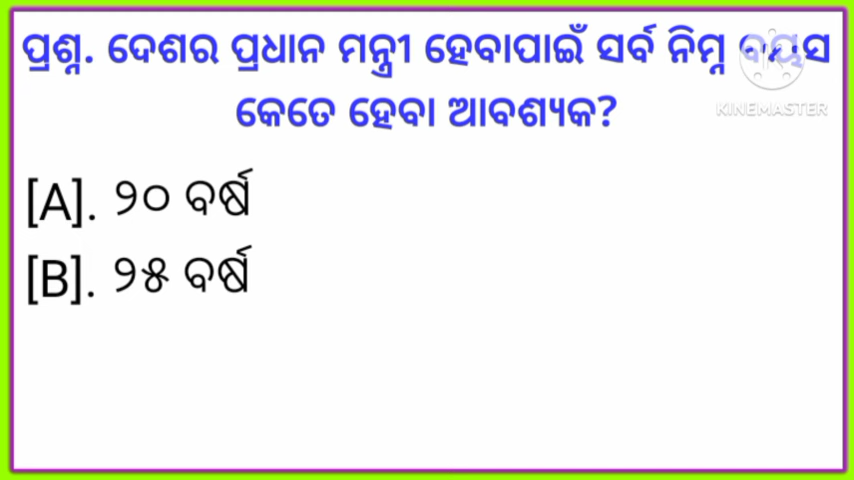 ପ୍ରଶ୍ନ. ଦେଶର ପ୍ରଧାନ ମନ୍ତ୍ରୀ ହେବାପାଇଁ ସର୍ବ ନିମ୍ନ ବୟସ
KINEMASTER
କେତେ ହେବା ଆବଶ୍ୟକ?
[A]. ୨୦ ବର୍ଷ
[B]. ୨୫ ବର୍ଷ